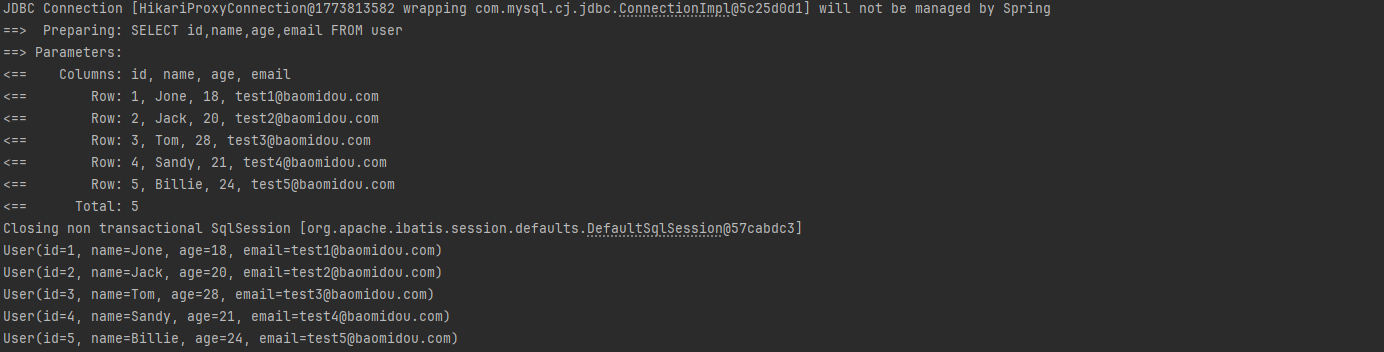 JDBC Connection [HikariProxyConnection@1773813582 wrapping com.mysql.cj.jdbc.ConnectionImpl@5c25d0d1] will not be managed by Spring
==>  Preparing: SELECT id,name,age,email FROM user
==> Parameters:
<==    Columns: id, name, age, email
<==        Row: 1, Jone, 18, test1@baomidou.com
<==        Row: 2, Jack, 20, test2@baomidou.com
<==        Row: 3, Tom, 28, test3@baomidou.com
<==        Row: 4, Sandy, 21, test4@baomidou.com
<==        Row: 5, Billie, 24, test5@baomidou.com
<==      Total: 5
Closing non transactional SqlSession [org.apache.ibatis.session.defaults.DefaultSqlSession@57cabdc3]
User(id=1, name=Jone, age=18, email=test1@baomidou.com)
User(id=2, name=Jack, age=20, email=test2@baomidou.com)
User(id=3, name=Tom, age=28, email=test3@baomidou.com)
User(id=4, name=Sandy, age=21, email=test4@baomidou.com)
User(id=5, name=Billie, age=24, email=test5@baomidou.com)